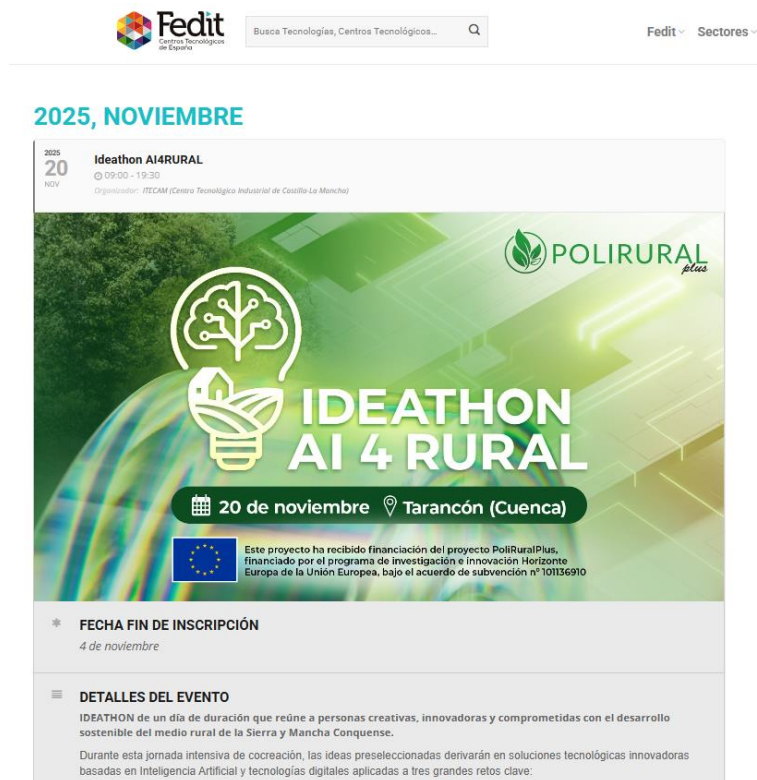 Fedit
Centros Tecnológicos
de España
Busca Tecnologías, Centros Tecnológicos...
Fedit
Sectores
2025, NOVIEMBRE
2025
20
NOV
Ideathon AI4RURAL
09:00 - 19:30
Organizador: ITECAM (Centro Tecnológico Industrial de Castilla-La Mancha)
POLIRURAL
plus
IDEATHON
AI 4 RURAL
20 de noviembre Tarancón (Cuenca)
Este proyecto ha recibido financiación del proyecto PoliRuralPlus,
financiado por el programa de investigación e innovación Horizonte
Europa de la Unión Europea, bajo el acuerdo de subvención nº 101136910
FECHA FIN DE INSCRIPCIÓN
4 de noviembre
DETALLES DEL EVENTO
IDEATHON de un día de duración que reúne a personas creativas, innovadoras y comprometidas con el desarrollo
sostenible del medio rural de la Sierra y Mancha Conquense.
Durante esta jornada intensiva de cocreación, las ideas preseleccionadas derivarán en soluciones tecnológicas innovadoras
basadas en Inteligencia Artificial y tecnologías digitales aplicadas a tres grandes retos clave: